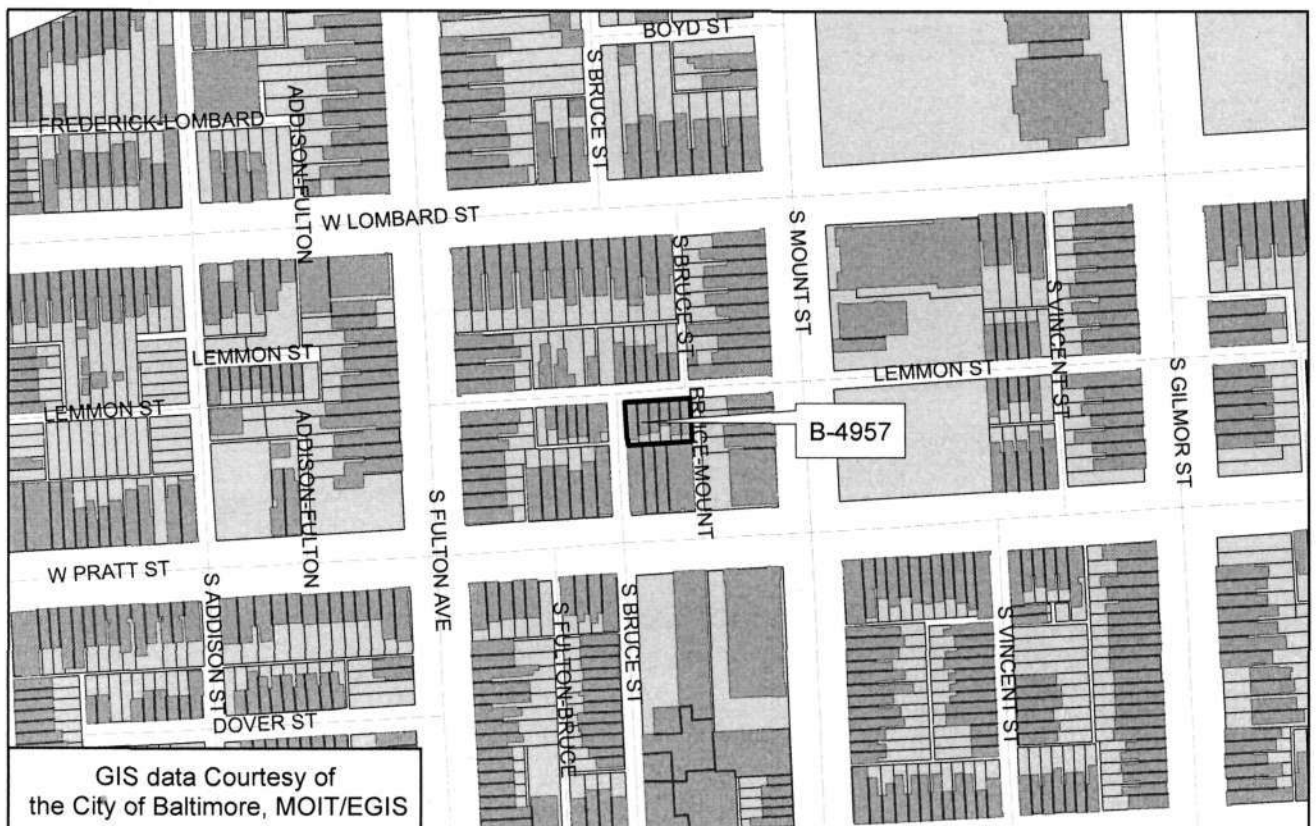 BOYD ST
S BRUCE ST
ADDISON-FULTON
FREDERICK-LOMBARD
W LOMBARD ST
S BRUCE ST
S MOUNT ST
S VINCENT ST
LEMMON ST
LEMMON ST
S GILMOR ST
LEMMON ST
BRUCE-MOUNT
B-4957
ADDISON-FULTON
S FULTON AVE
W PRATT ST
S ADDISON ST
S FULTON-BRUCE
S BRUCE ST
S VINCENT ST
DOVER ST
GIS data Courtesy of
the City of Baltimore, MOIT/EGIS